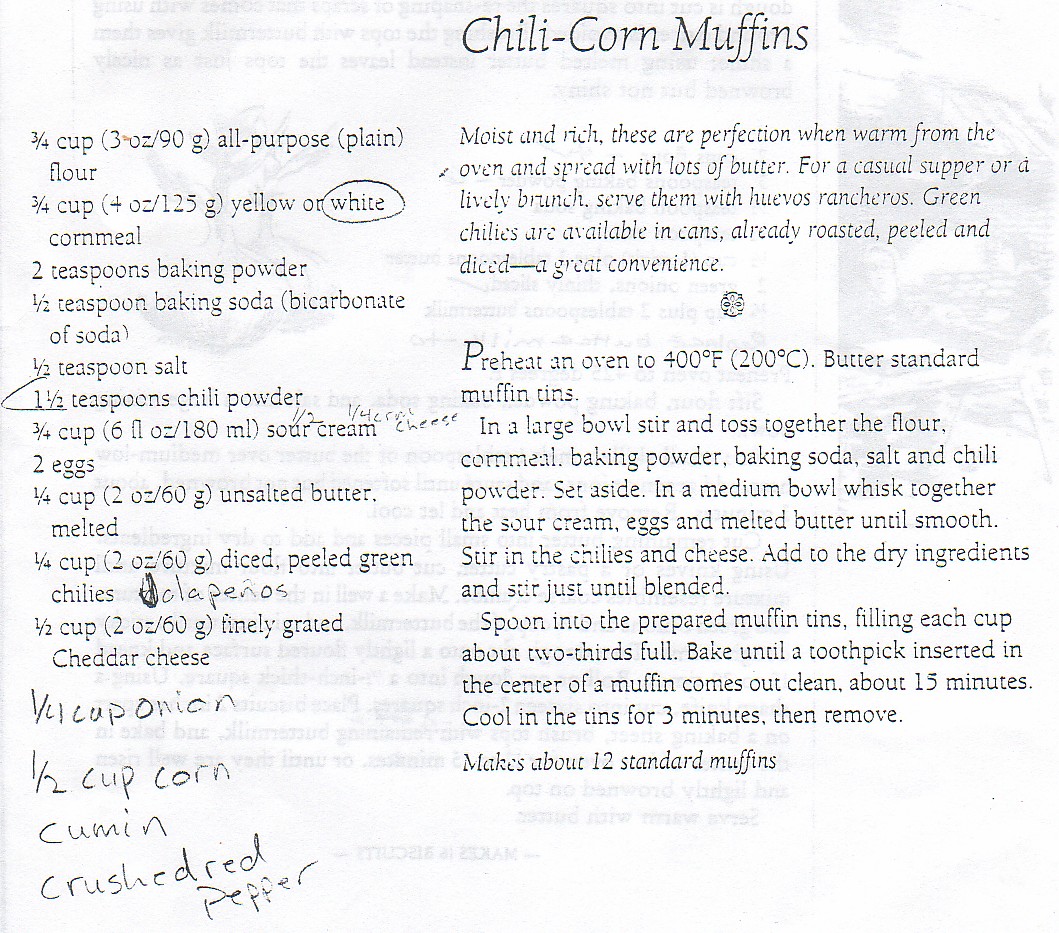 Chili-Corn Muffins
¾ cup (3 oz/90 g) all-purpose (plain)
flour
¾ cup (4 oz/125 g) yellow or white
cornmeal
2 teaspoons baking powder
½ teaspoon baking soda (bicarbonate
of soda)
½ teaspoon salt
1½ teaspoons chili powder
1/2 1/4 crm cheese
¾ cup (6 fl oz/180 ml) sour cream
2 eggs
¼ cup (2 oz/60 g) unsalted butter,
melted
¼ cup (2 oz/60 g) diced, peeled green
chilies Jalapeños
½ cup (2 oz/60 g) finely grated
Cheddar cheese
1/4 cup onion
1/2 cup corn
cumin
crushed red
pepper
Moist and rich, these are perfection when warm from the
oven and spread with lots of butter. For a casual supper or a
lively brunch, serve them with huevos rancheros. Green
chilies are available in cans, already roasted, peeled and
diced—a great convenience.
Preheat an oven to 400°F (200°C). Butter standard
muffin tins.
In a large bowl stir and toss together the flour,
cornmeal, baking powder, baking soda, salt and chili
powder. Set aside. In a medium bowl whisk together
the sour cream, eggs and melted butter until smooth.
Stir in the chilies and cheese. Add to the dry ingredients
and stir just until blended.
Spoon into the prepared muffin tins, filling each cup
about two-thirds full. Bake until a toothpick inserted in
the center of a muffin comes out clean, about 15 minutes.
Cool in the tins for 3 minutes, then remove.
Makes about 12 standard muffins